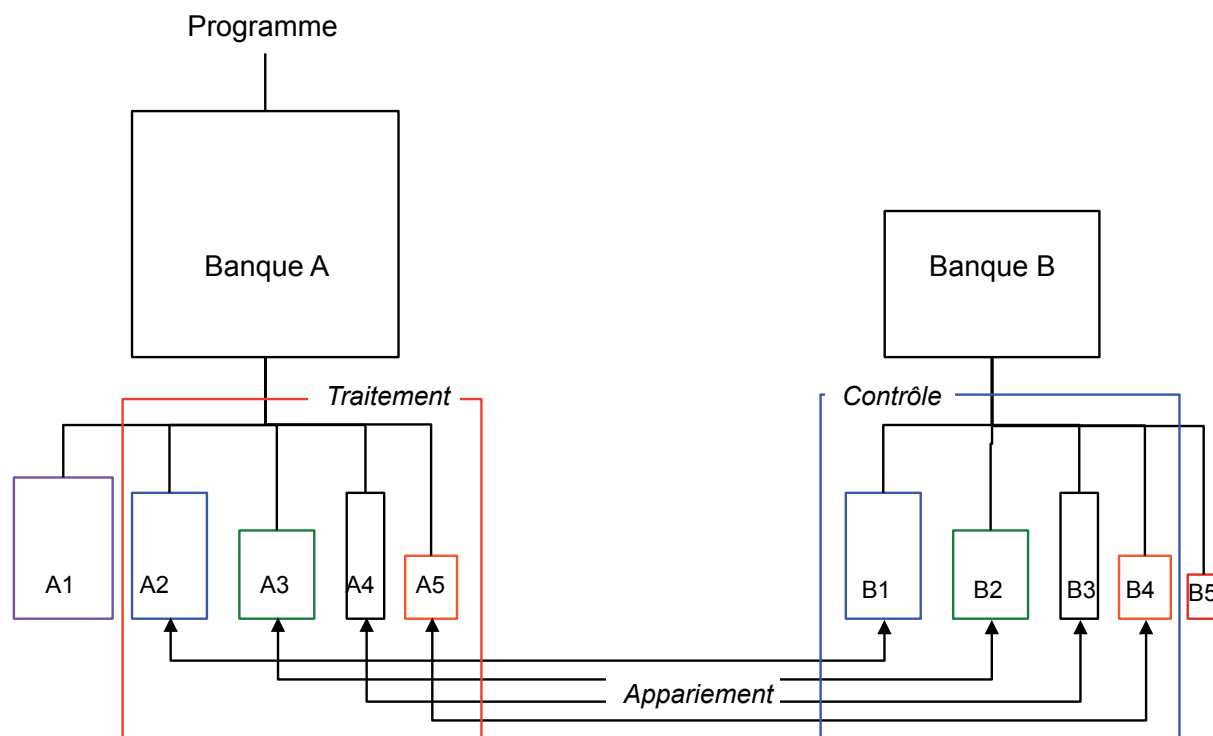 Programme
Banque A
Banque B
Traitement
Contrôle
A1
A2
A3
A4
A5
B1
B2
B3
B4
B5
Appariement